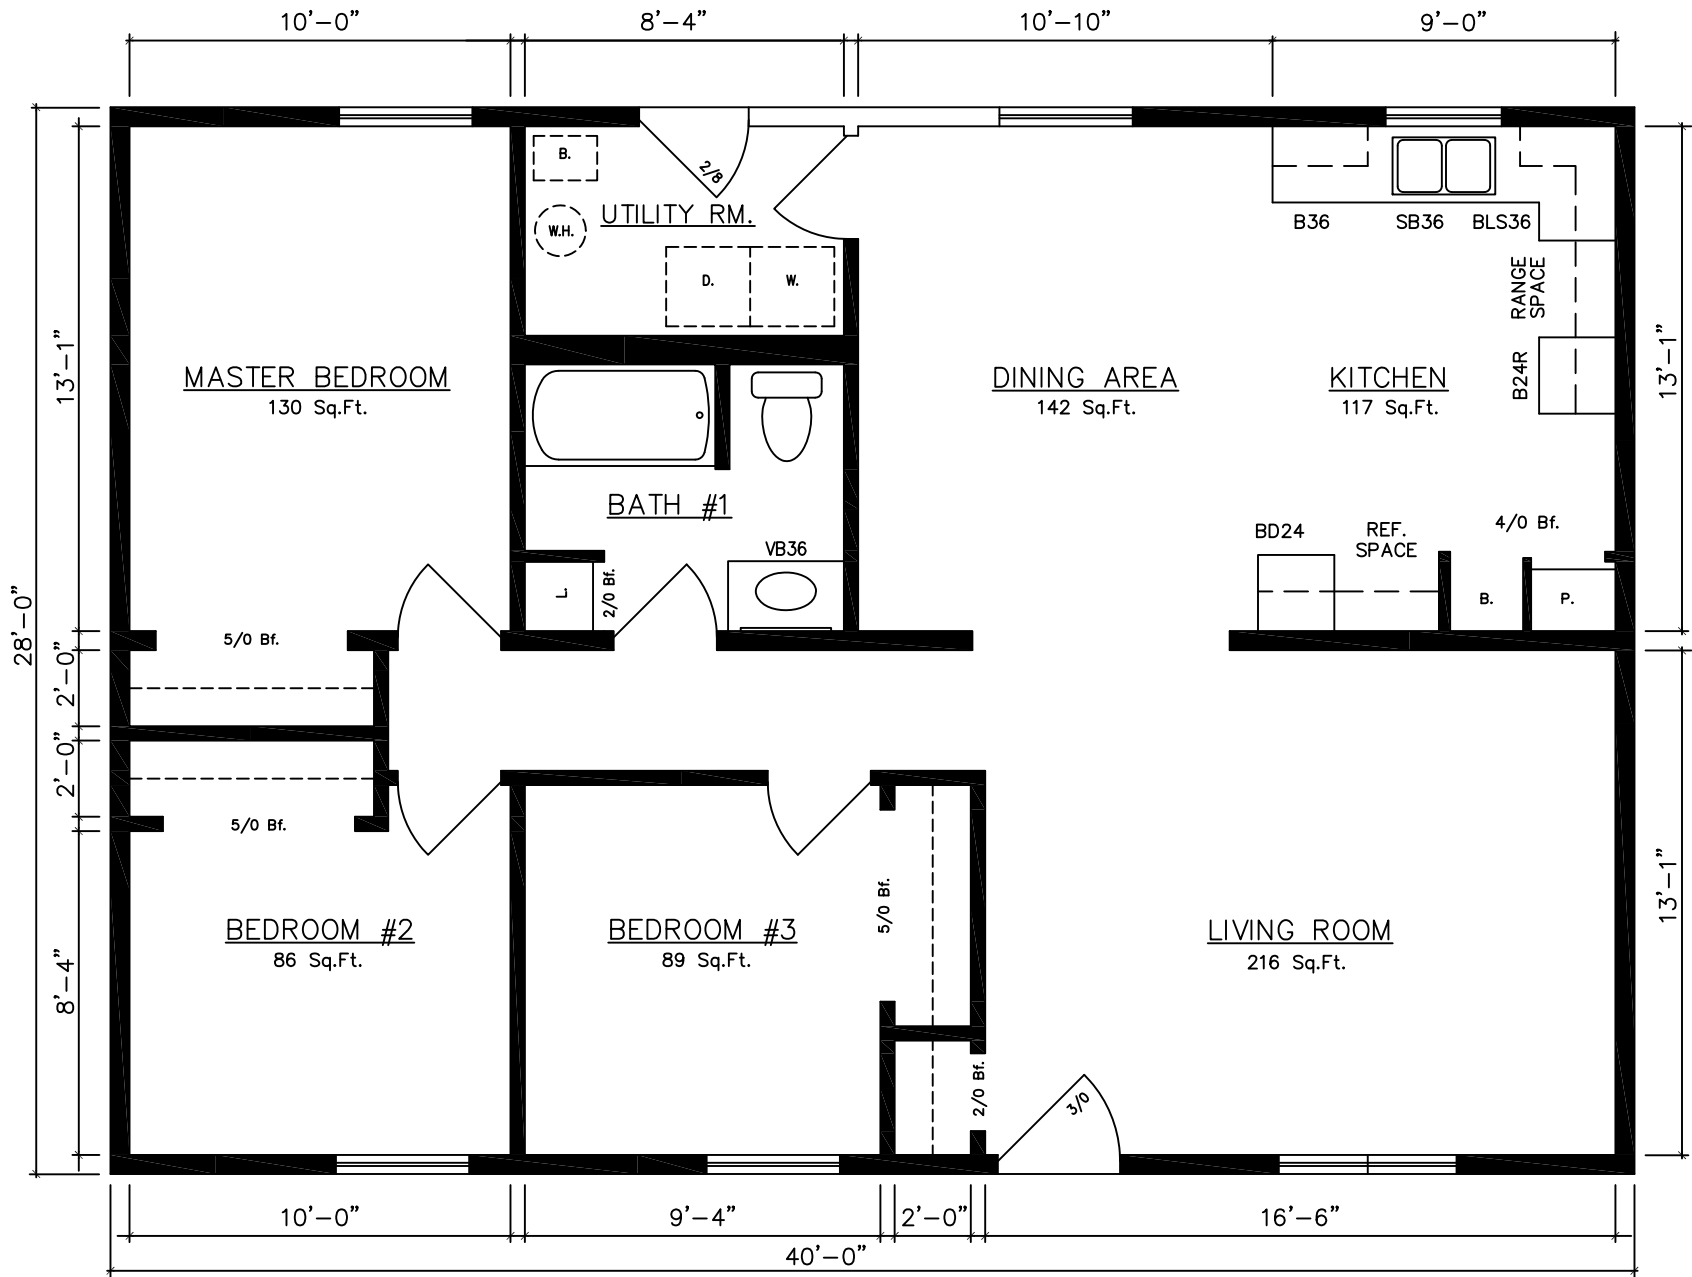 10'-0"
8'-4"
10'-10"
9'-0"
B.
2/8
UTILITY RM.
W.H.
D.
W.
B36
SB36
BLS36
RANGE
SPACE
13'-1"
MASTER BEDROOM
130 Sq.Ft.
DINING AREA
142 Sq.Ft.
KITCHEN
117 Sq.Ft.
B24R
13'-1"
BATH #1
VB36
BD24
REF.
SPACE
4/0 Bf.
L.
2/0 Bf.
B.
P.
28'-0"
5/0 Bf.
2'-0"
2'-0"
5/0 Bf.
5/0 Bf.
13'-1"
BEDROOM #2
86 Sq.Ft.
BEDROOM #3
89 Sq.Ft.
LIVING ROOM
216 Sq.Ft.
8'-4"
2/0 Bf.
3/0
10'-0"
9'-4"
2'-0"
16'-6"
40'-0"